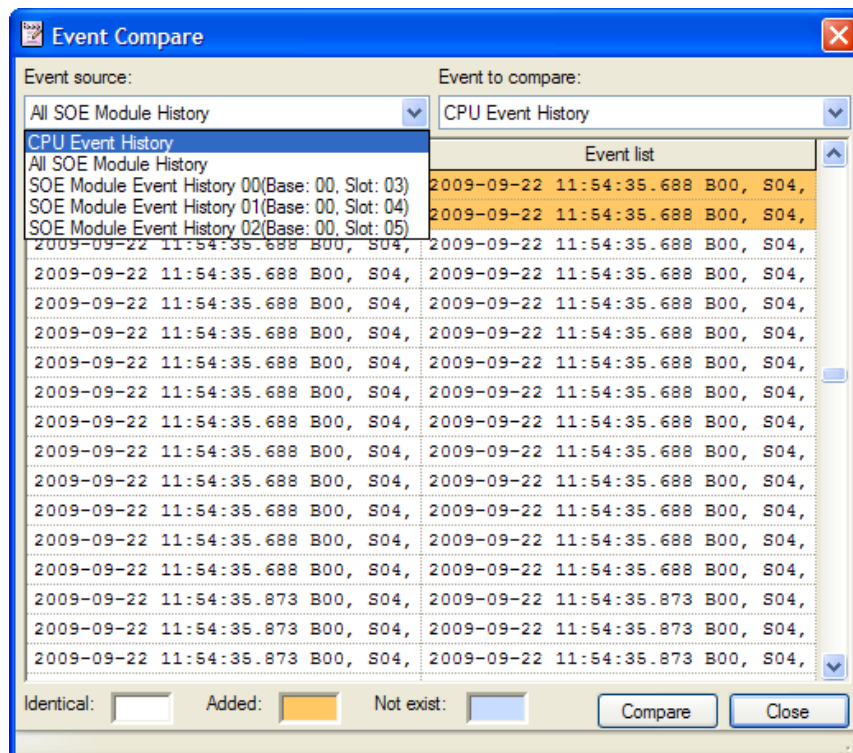 Event Compare
Event source: Event to compare:
All SOE Module History CPU Event History
CPU Event History
All SOE Module History
SOE Module Event History 00(Base: 00, Slot: 03)
SOE Module Event History 01(Base: 00, Slot: 04)
SOE Module Event History 02(Base: 00, Slot: 05)
Event list
2009-09-22 11:54:35.688 B00, S04,
2009-09-22 11:54:35.688 B00, S04,
2009-09-22 11:54:35.688 B00, S04, 2009-09-22 11:54:35.688 B00, S04,
2009-09-22 11:54:35.688 B00, S04, 2009-09-22 11:54:35.688 B00, S04,
2009-09-22 11:54:35.688 B00, S04, 2009-09-22 11:54:35.688 B00, S04,
2009-09-22 11:54:35.688 B00, S04, 2009-09-22 11:54:35.688 B00, S04,
2009-09-22 11:54:35.688 B00, S04, 2009-09-22 11:54:35.688 B00, S04,
2009-09-22 11:54:35.688 B00, S04, 2009-09-22 11:54:35.688 B00, S04,
2009-09-22 11:54:35.688 B00, S04, 2009-09-22 11:54:35.688 B00, S04,
2009-09-22 11:54:35.688 B00, S04, 2009-09-22 11:54:35.688 B00, S04,
2009-09-22 11:54:35.688 B00, S04, 2009-09-22 11:54:35.688 B00, S04,
2009-09-22 11:54:35.688 B00, S04, 2009-09-22 11:54:35.688 B00, S04,
2009-09-22 11:54:35.688 B00, S04, 2009-09-22 11:54:35.688 B00, S04,
2009-09-22 11:54:35.688 B00, S04, 2009-09-22 11:54:35.688 B00, S04,
2009-09-22 11:54:35.873 B00, S04, 2009-09-22 11:54:35.873 B00, S04,
2009-09-22 11:54:35.873 B00, S04, 2009-09-22 11:54:35.873 B00, S04,
2009-09-22 11:54:35.873 B00, S04, 2009-09-22 11:54:35.873 B00, S04,
Identical: Added: Not exist: Compare Close